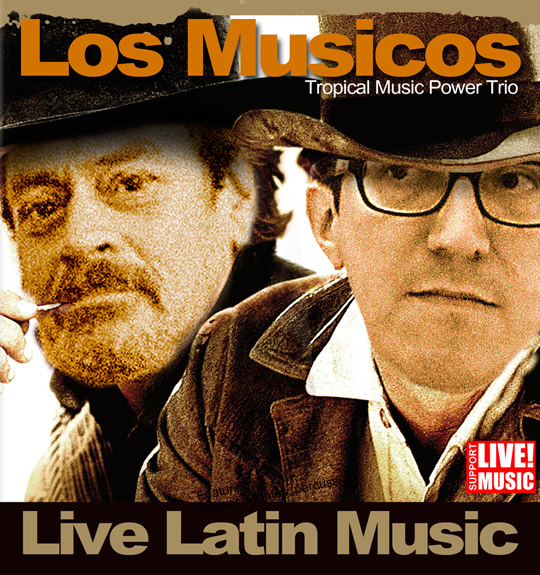 Los Musicos
Tropical Music Power Trio
SUPPORT
LIVE!
MUSIC
Live Latin Music